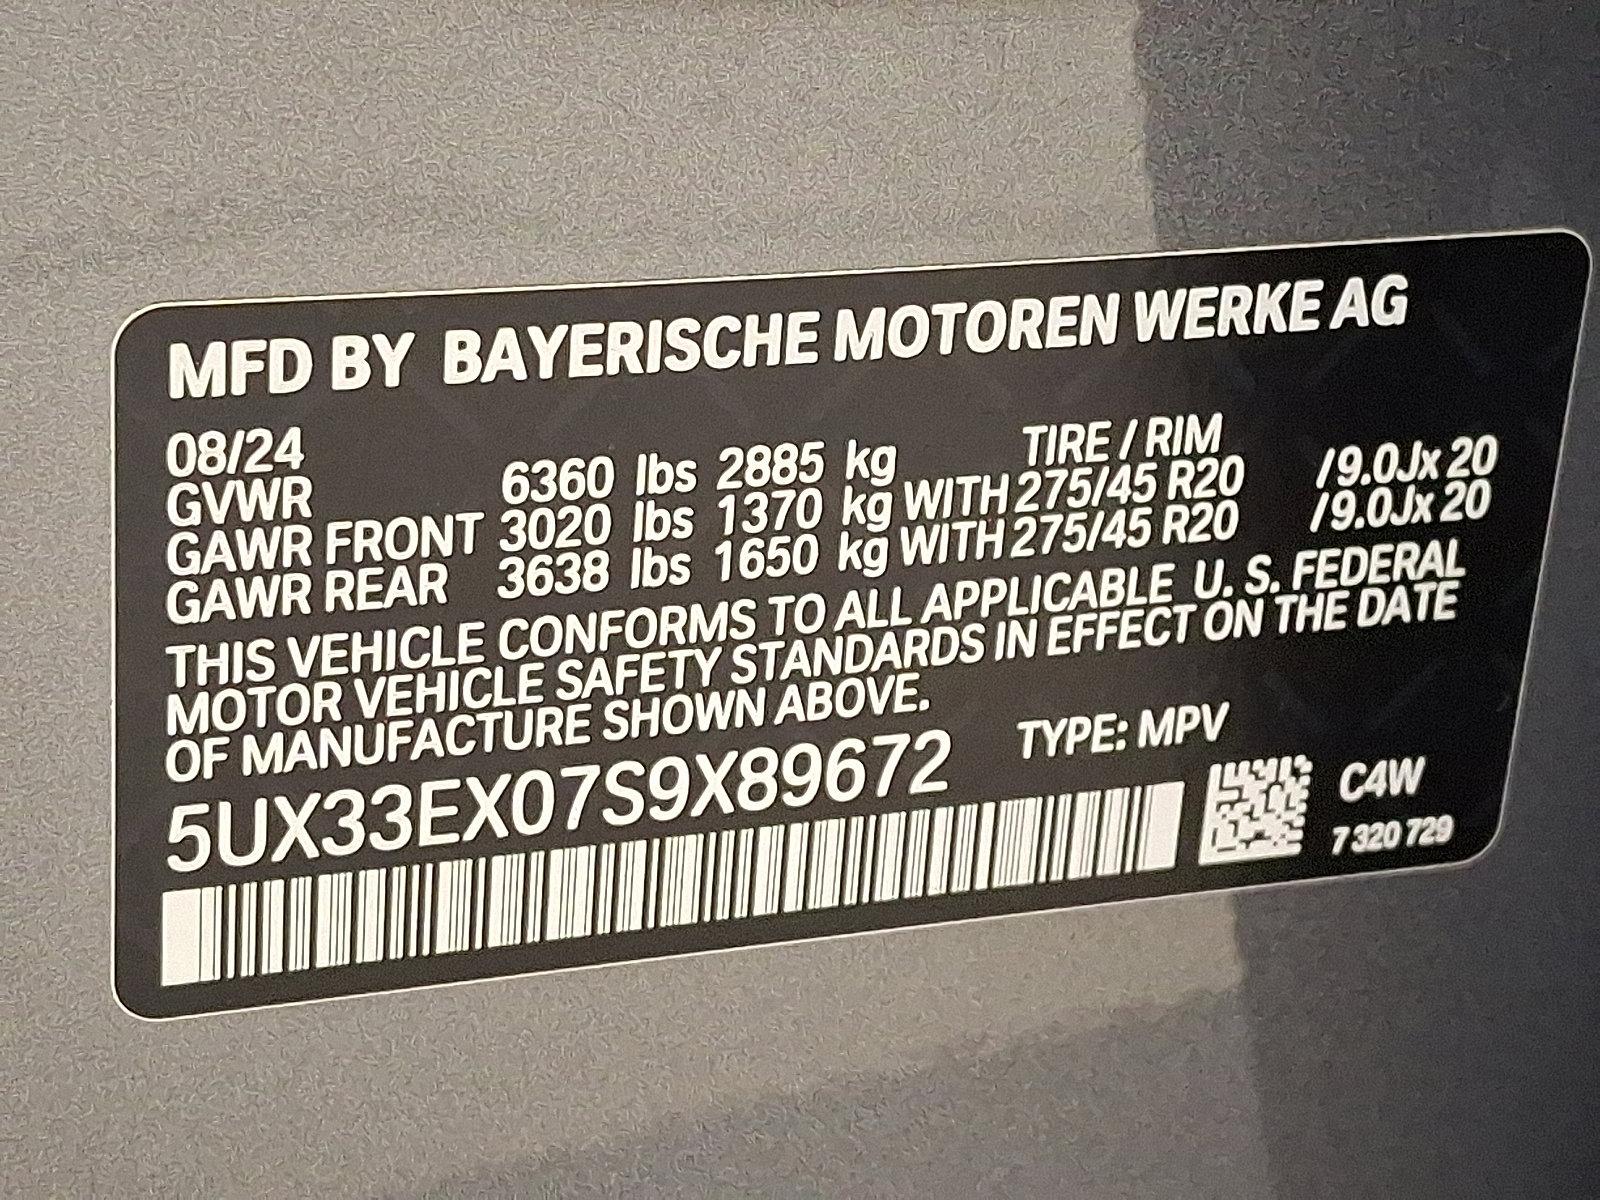 MFD BY BAYERISCHE MOTOREN WERKE AG
08/24 TIRE / RIM
GVWR 6360 lbs 2885 kg
GAWR FRONT 3020 lbs 1370 kg WITH 275/45 R20 /9.0Jx 20
GAWR REAR 3638 lbs 1650 kg WITH 275/45 R20 /9.0Jx 20
THIS VEHICLE CONFORMS TO ALL APPLICABLE U. S. FEDERAL
MOTOR VEHICLE SAFETY STANDARDS IN EFFECT ON THE DATE
OF MANUFACTURE SHOWN ABOVE.
5UX33EX07S9X89672 TYPE: MPV
C4W
7 320 729